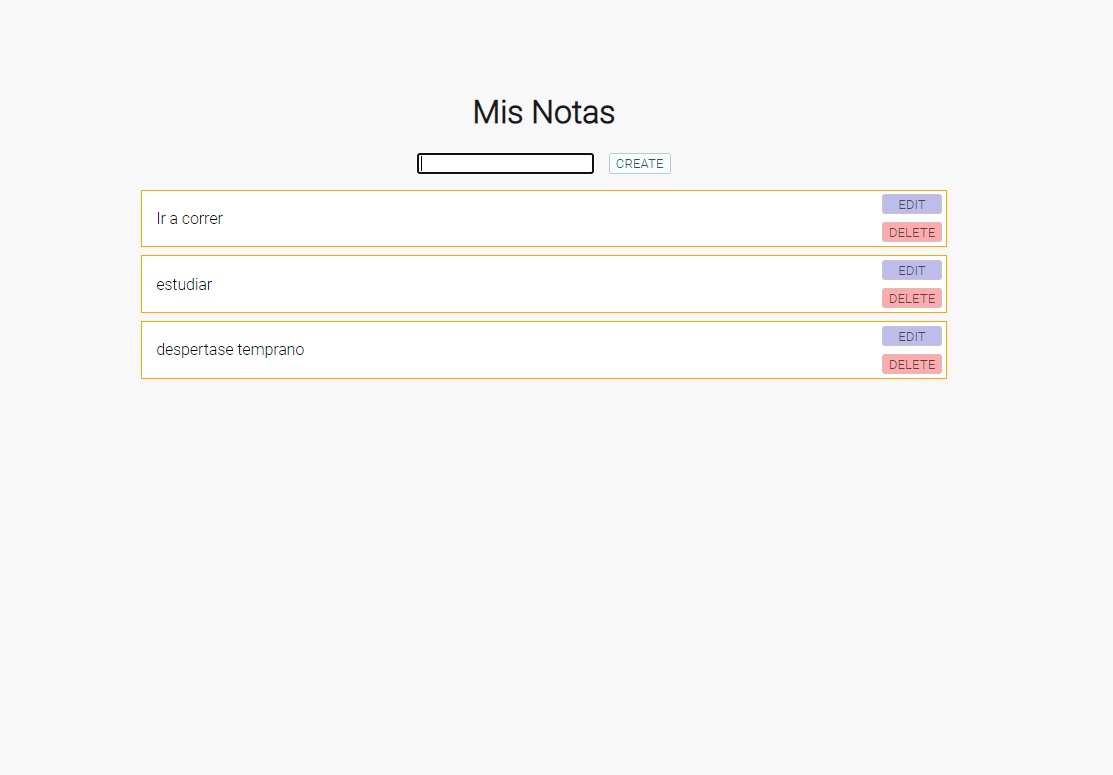 Mis Notas
CREATE
Ir a correr
EDIT
DELETE
estudiar
EDIT
DELETE
despertase temprano
EDIT
DELETE